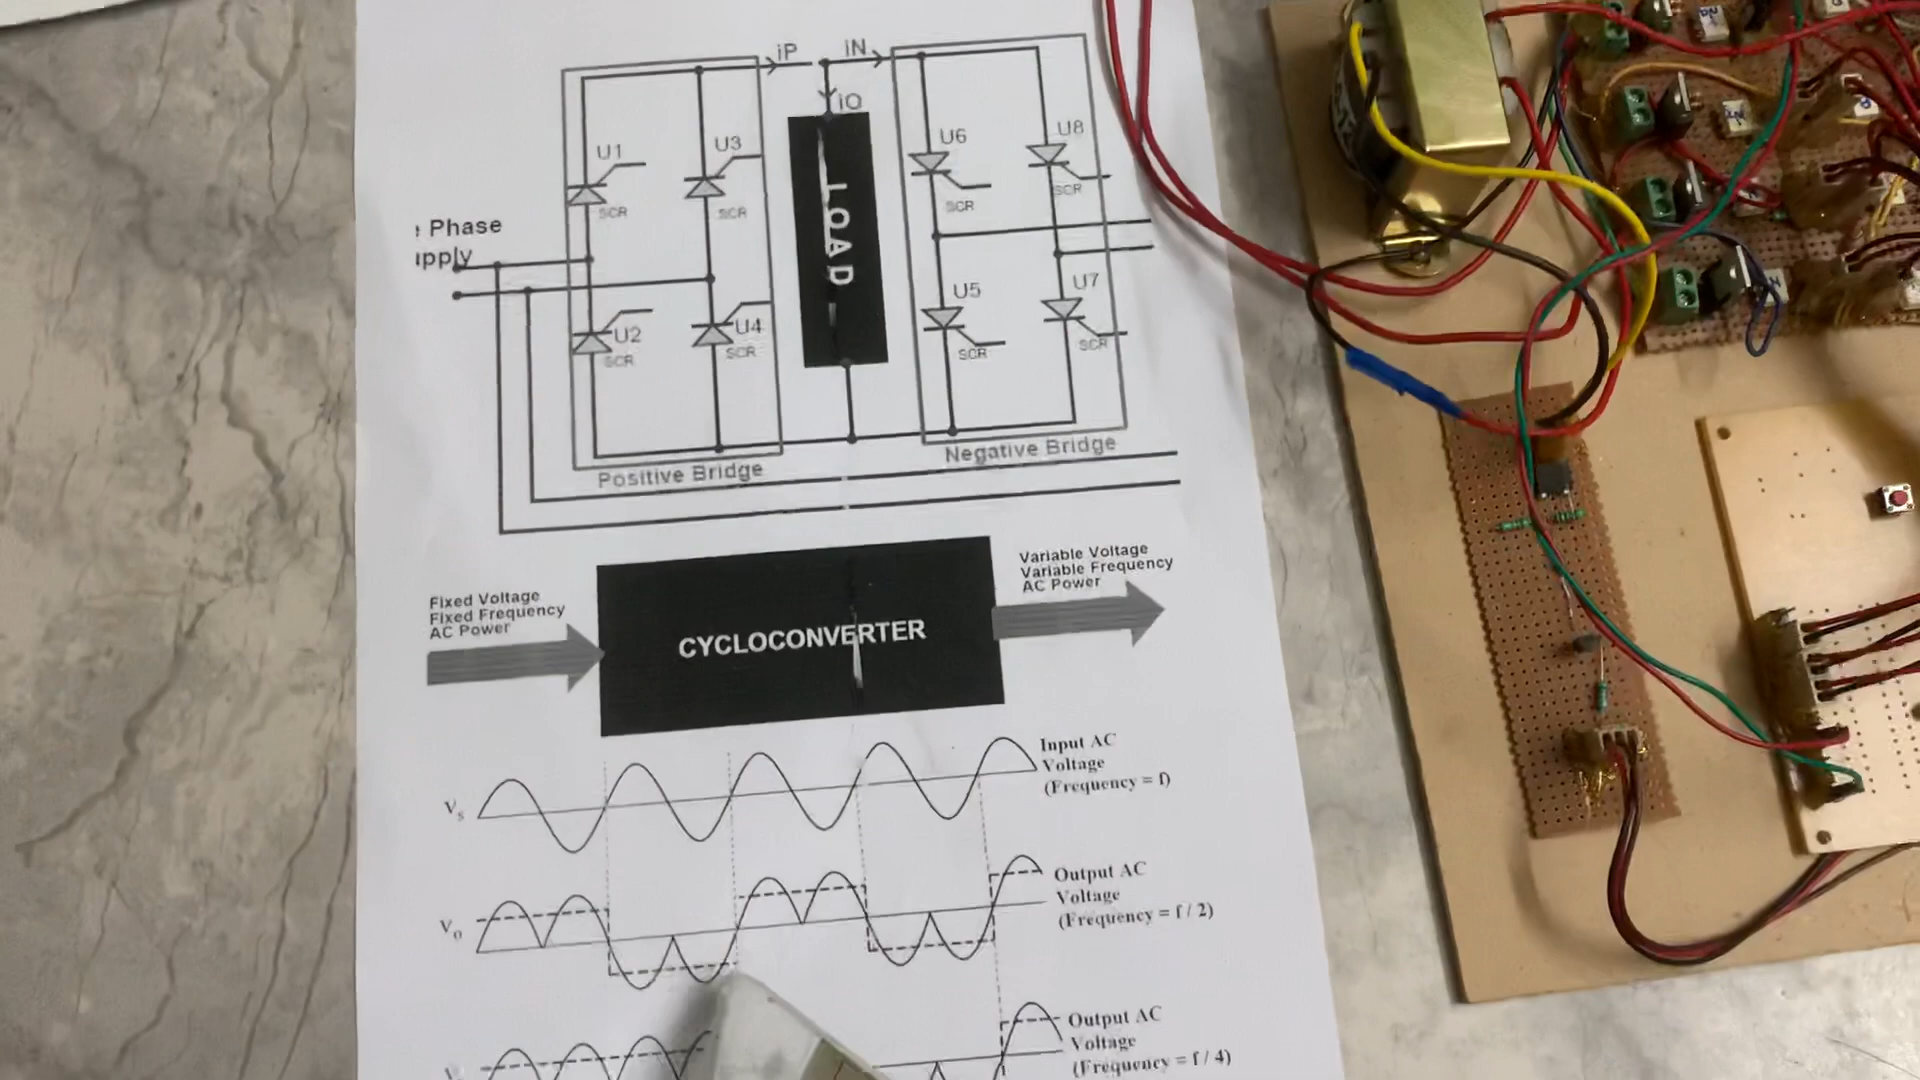 iP
iN
iO
U1
SCR
U3
SCR
U6
SCR
U8
SCR
LOAD
Phase
U2
SCR
U4
SCR
U5
SCR
U7
SCR
Positive Bridge
Negative Bridge
Fixed Voltage
Fixed Frequency
AC Power
CYCLOCONVERTER
Variable Voltage
Variable Frequency
AC Power
Vs
Input AC
Voltage
(Frequency = f)
Vo
Output AC
Voltage
(Frequency = f / 2)
Output AC
Voltage
(Frequency = f / 4)